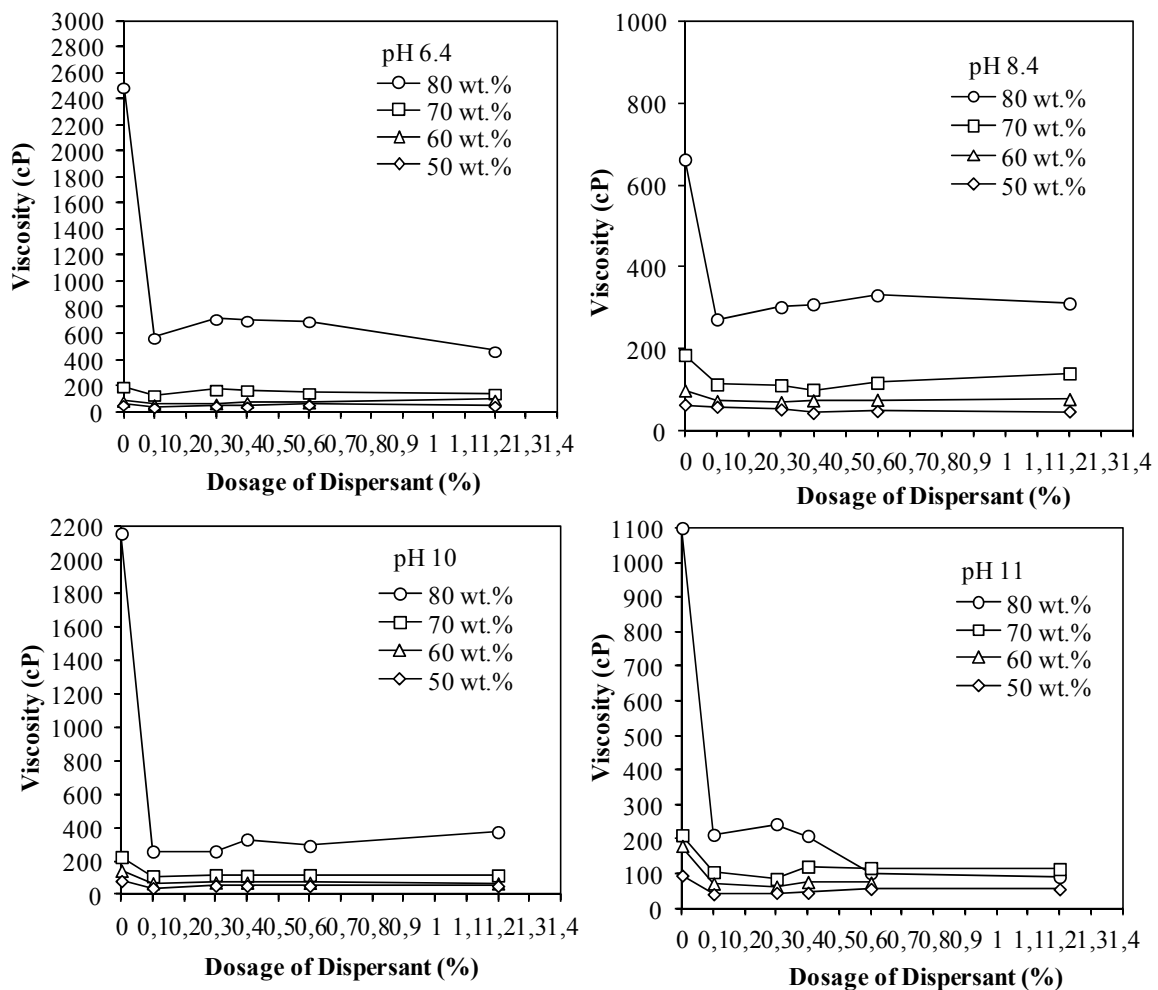 3000
2800
2600
2400
2200
2000
1800
1600
1400
1200
1000
800
600
400
200
0
Viscosity (cP)
pH 6.4
80 wt.%
70 wt.%
60 wt.%
50 wt.%
0 0,10,20,30,40,50,60,70,80,9 1 1,11,21,31,4
Dosage of Dispersant (%)
1000
800
600
400
200
0
Viscosity (cP)
pH 8.4
80 wt.%
70 wt.%
60 wt.%
50 wt.%
0 0,10,20,30,40,50,60,70,80,9 1 1,11,21,31,4
Dosage of Dispersant (%)
2200
2000
1800
1600
1400
1200
1000
800
600
400
200
0
Viscosity (cP)
pH 10
80 wt.%
70 wt.%
60 wt.%
50 wt.%
0 0,10,20,30,40,50,60,70,80,9 1 1,11,21,31,4
Dosage of Dispersant (%)
1100
1000
900
800
700
600
500
400
300
200
100
0
Viscosity (cP)
pH 11
80 wt.%
70 wt.%
60 wt.%
50 wt.%
0 0,10,20,30,40,50,60,70,80,9 1 1,11,21,31,4
Dosage of Dispersant (%)